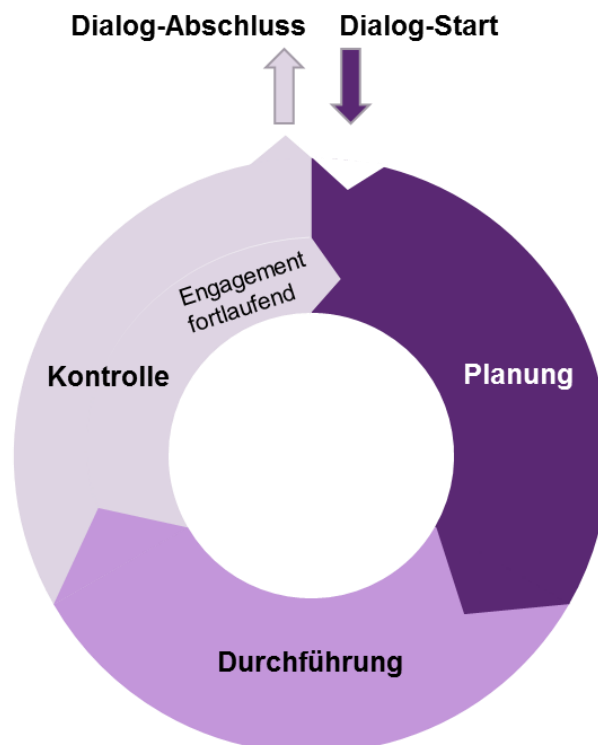 Dialog-Abschluss
Dialog-Start
Engagement
fortlaufend
Kontrolle
Planung
Durchführung